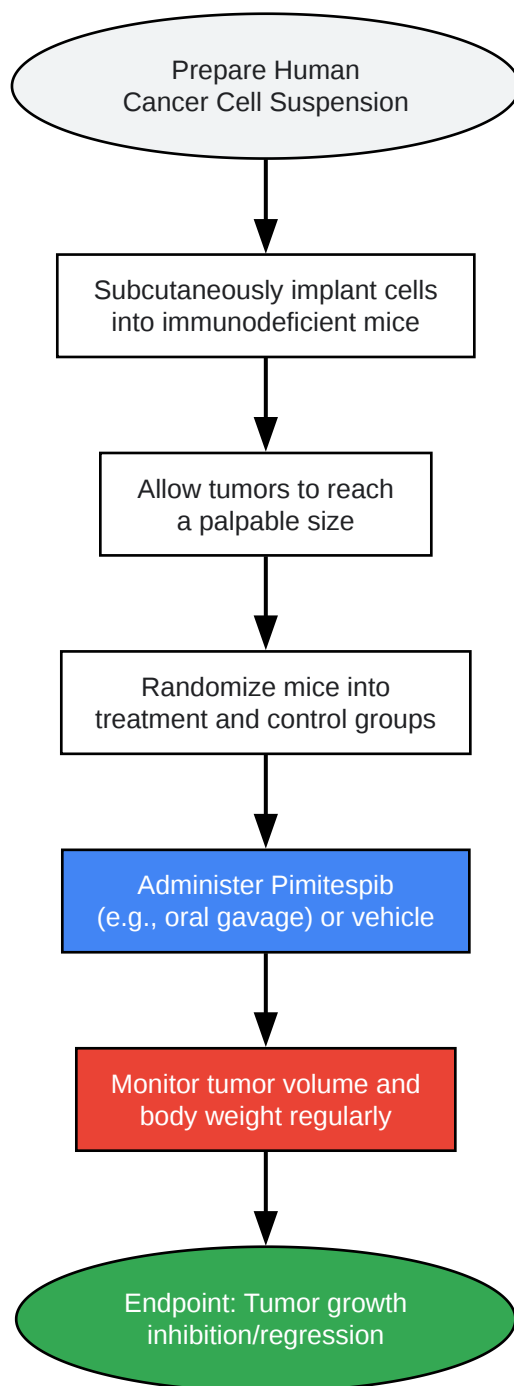 Prepare Human
Cancer Cell Suspension
Subcutaneously implant cells
into immunodeficient mice
Allow tumors to reach
a palpable size
Randomize mice into
treatment and control groups
Administer Pimitespib
(e.g., oral gavage) or vehicle
Monitor tumor volume and
body weight regularly
Endpoint: Tumor growth
inhibition/regression